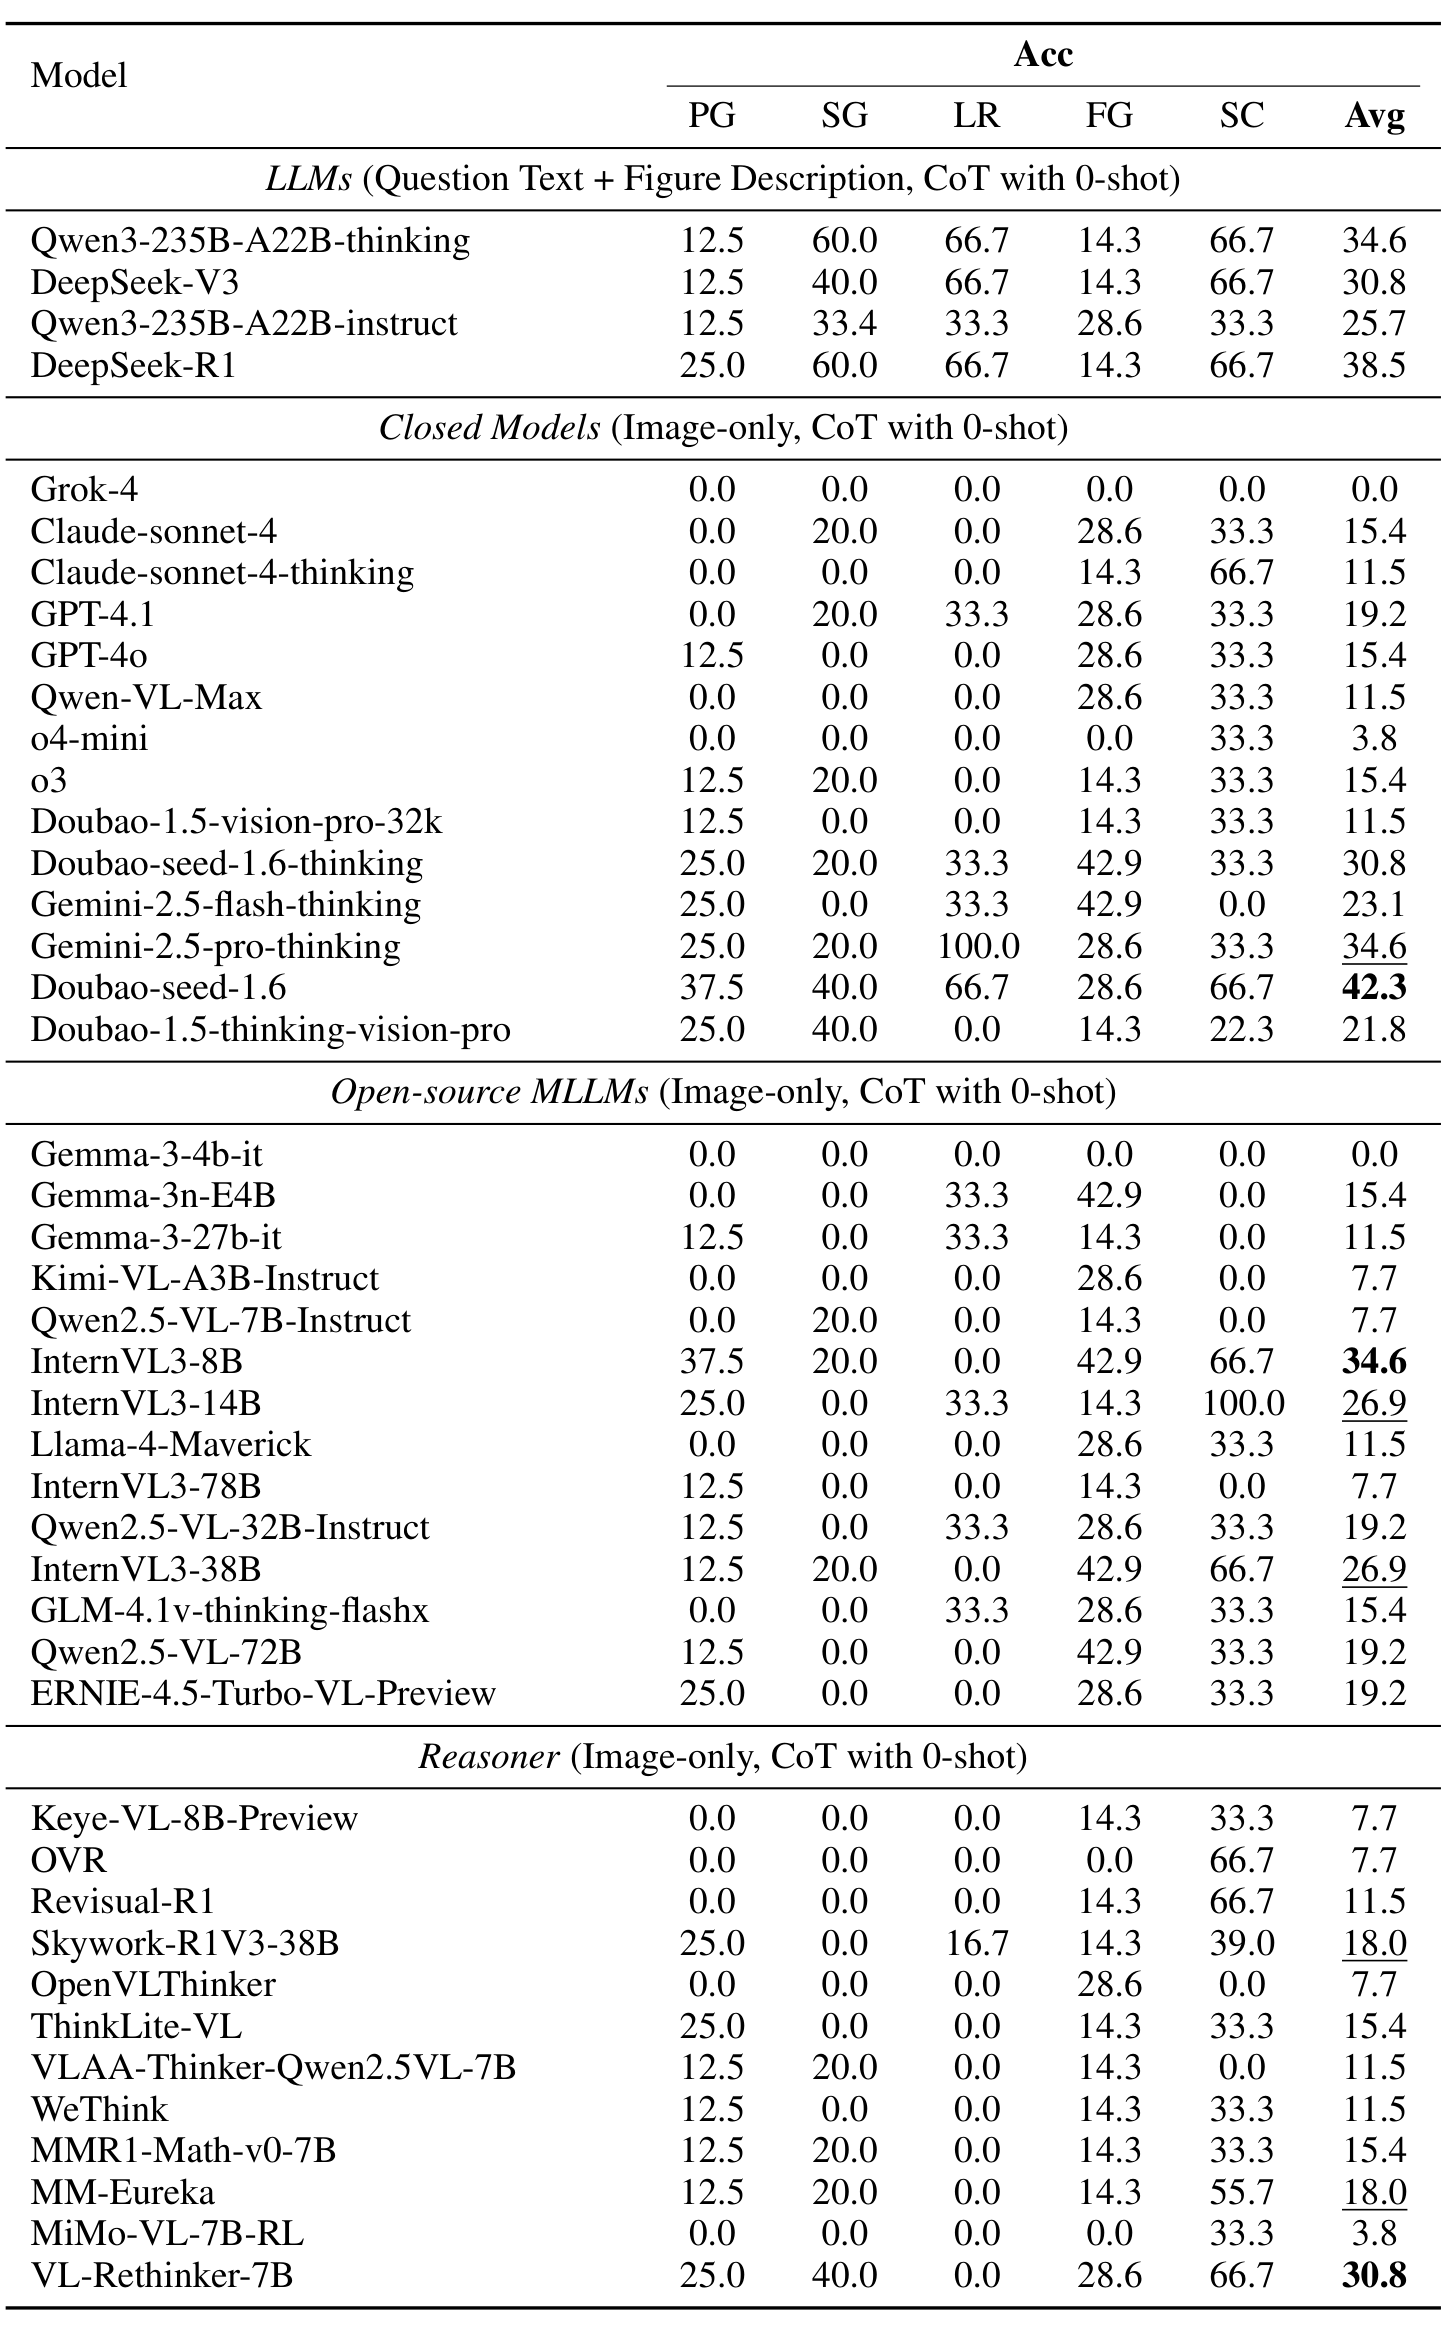 Model Acc
PG SG LR FG SC Avg
LLMs (Question Text + Figure Description, CoT with 0-shot)
Qwen3-235B-A22B-thinking 12.5 60.0 66.7 14.3 66.7 34.6
DeepSeek-V3 12.5 40.0 66.7 14.3 66.7 30.8
Qwen3-235B-A22B-instruct 12.5 33.4 33.3 28.6 33.3 25.7
DeepSeek-R1 25.0 60.0 66.7 14.3 66.7 38.5
Closed Models (Image-only, CoT with 0-shot)
Grok-4 0.0 0.0 0.0 0.0 0.0 0.0
Claude-sonnet-4 0.0 20.0 0.0 28.6 33.3 15.4
Claude-sonnet-4-thinking 0.0 0.0 0.0 14.3 66.7 11.5
GPT-4.1 0.0 20.0 33.3 28.6 33.3 19.2
GPT-4o 12.5 0.0 0.0 28.6 33.3 15.4
Qwen-VL-Max 0.0 0.0 0.0 28.6 33.3 11.5
o4-mini 0.0 0.0 0.0 0.0 33.3 3.8
o3 12.5 20.0 0.0 14.3 33.3 15.4
Doubao-1.5-vision-pro-32k 12.5 0.0 0.0 14.3 33.3 11.5
Doubao-seed-1.6-thinking 25.0 20.0 33.3 42.9 33.3 30.8
Gemini-2.5-flash-thinking 25.0 0.0 33.3 42.9 0.0 23.1
Gemini-2.5-pro-thinking 25.0 20.0 100.0 28.6 33.3 34.6
Doubao-seed-1.6 37.5 40.0 66.7 28.6 66.7 42.3
Doubao-1.5-thinking-vision-pro 25.0 40.0 0.0 14.3 22.3 21.8
Open-source MLLMs (Image-only, CoT with 0-shot)
Gemma-3-4b-it 0.0 0.0 0.0 0.0 0.0 0.0
Gemma-3n-E4B 0.0 0.0 33.3 42.9 0.0 15.4
Gemma-3-27b-it 12.5 0.0 33.3 14.3 0.0 11.5
Kimi-VL-A3B-Instruct 0.0 0.0 0.0 28.6 0.0 7.7
Qwen2.5-VL-7B-Instruct 0.0 20.0 0.0 14.3 0.0 7.7
InternVL3-8B 37.5 20.0 0.0 42.9 66.7 34.6
InternVL3-14B 25.0 0.0 33.3 14.3 100.0 26.9
Llama-4-Maverick 0.0 0.0 0.0 28.6 33.3 11.5
InternVL3-78B 12.5 0.0 0.0 14.3 0.0 7.7
Qwen2.5-VL-32B-Instruct 12.5 0.0 33.3 28.6 33.3 19.2
InternVL3-38B 12.5 20.0 0.0 42.9 66.7 26.9
GLM-4.1v-thinking-flashx 0.0 0.0 33.3 28.6 33.3 15.4
Qwen2.5-VL-72B 12.5 0.0 0.0 42.9 33.3 19.2
ERNIE-4.5-Turbo-VL-Preview 25.0 0.0 0.0 28.6 33.3 19.2
Reasoner (Image-only, CoT with 0-shot)
Keye-VL-8B-Preview 0.0 0.0 0.0 14.3 33.3 7.7
OVR 0.0 0.0 0.0 0.0 66.7 7.7
Revisual-R1 0.0 0.0 0.0 14.3 66.7 11.5
Skywork-R1V3-38B 25.0 0.0 16.7 14.3 39.0 18.0
OpenVLThinker 0.0 0.0 0.0 28.6 0.0 7.7
ThinkLite-VL 25.0 0.0 0.0 14.3 33.3 15.4
VLAA-Thinker-Qwen2.5VL-7B 12.5 20.0 0.0 14.3 0.0 11.5
WeThink 12.5 0.0 0.0 14.3 33.3 11.5
MMR1-Math-v0-7B 12.5 20.0 0.0 14.3 33.3 15.4
MM-Eureka 12.5 20.0 0.0 14.3 55.7 18.0
MiMo-VL-7B-RL 0.0 0.0 0.0 0.0 33.3 3.8
VL-Rethinker-7B 25.0 40.0 0.0 28.6 66.7 30.8